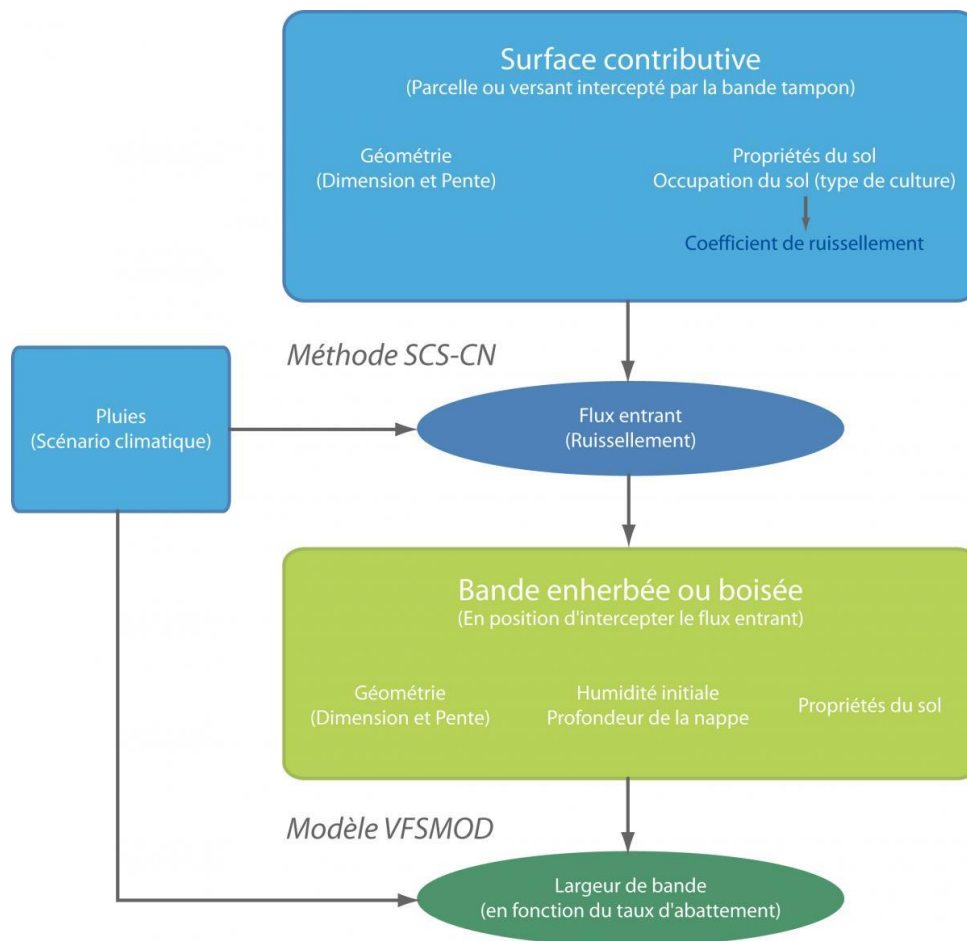 Surface contributive
(Parcelle ou versant intercepté par la bande tampon)
Géométrie
(Dimension et Pente)
Propriétés du sol
Occupation du sol (type de culture)
Coefficient de ruissellement
Méthode SCS-CN
Pluies
(Scénario climatique)
Flux entrant
(Ruissellement)
Bande enherbée ou boisée
(En position d'intercepter le flux entrant)
Géométrie
(Dimension et Pente)
Humidité initiale
Profondeur de la nappe
Propriétés du sol
Modèle VFSMOD
Largeur de bande
(en fonction du taux d'abattement)